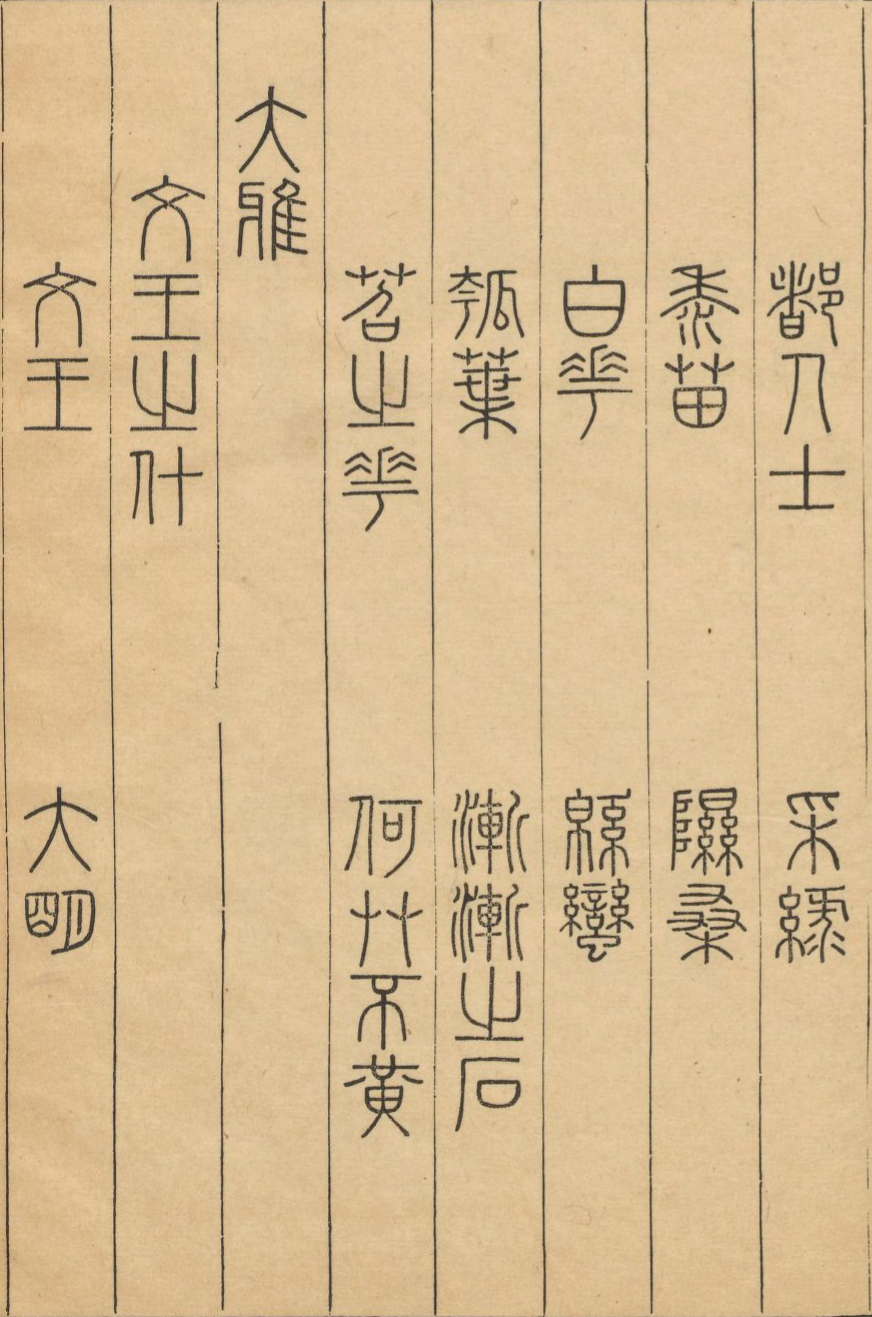 都人士 采綠
黍苗 隰桑
白華 緜蠻
瓠葉 漸漸之石
苕之華 何艸不黃
大雅
文王之什
文王 大明